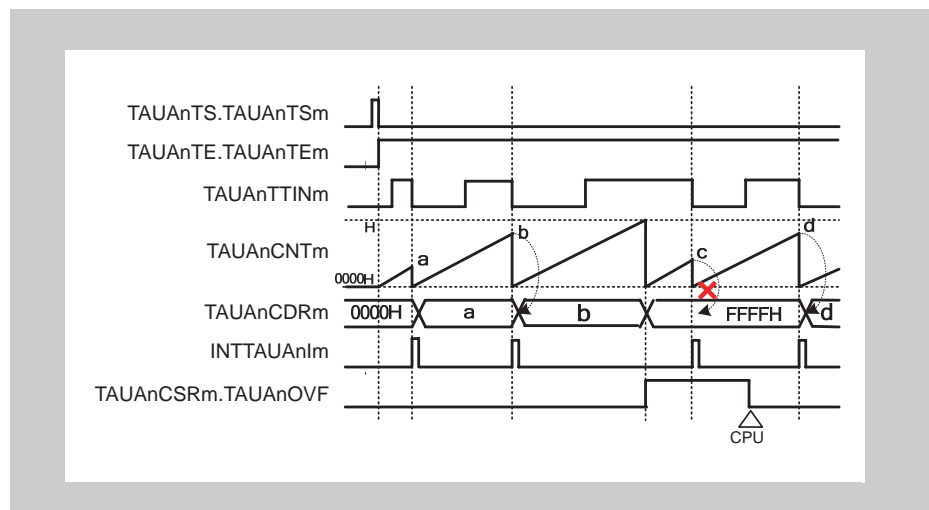 TAUAnTS.TAUAnTSm
TAUAnTE.TAUAnTEm
TAUAnTTINm
H
b
d
TAUAnCNTm
a
c
0000H
TAUAnCDRm
0000H a b FFFFH d
INTTAUAnIm
TAUAnCSRm.TAUAnOVF
CPU